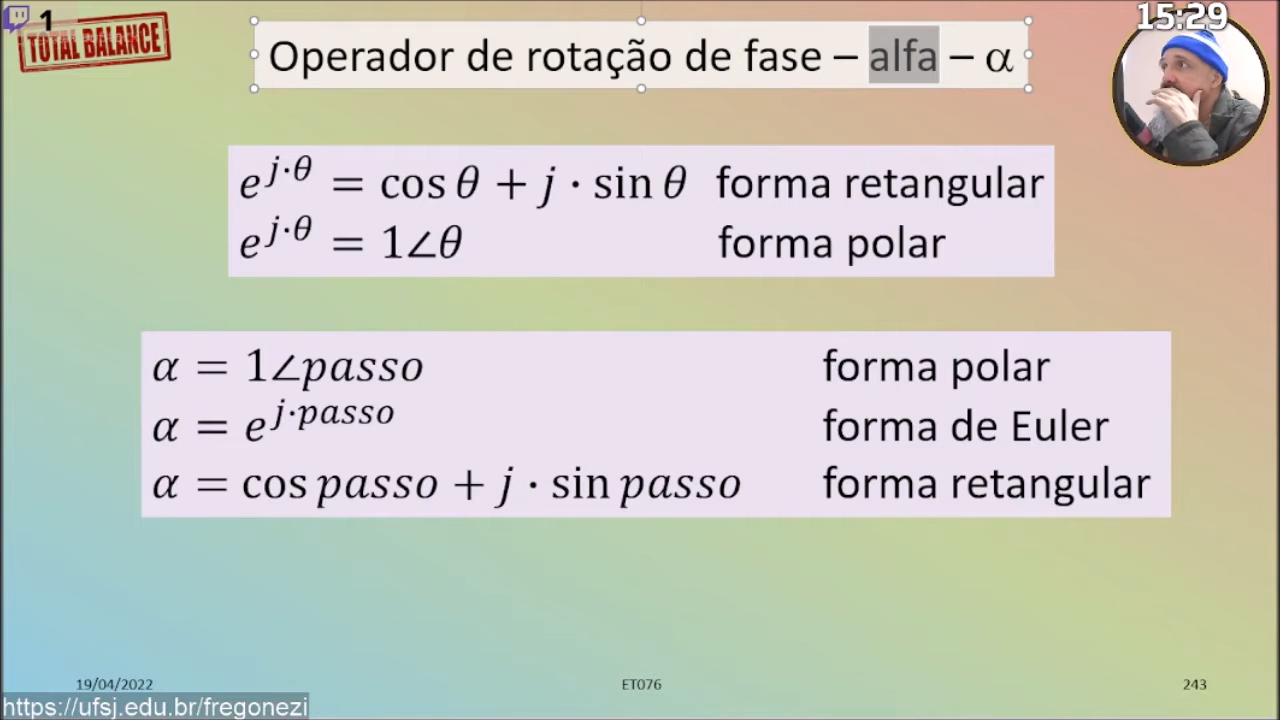 1
15:29
TOTAL BALANCE
Operador de rotação de fase – alfa – α
e^{j·θ} = cos θ + j · sin θ forma retangular
e^{j·θ} = 1∠θ forma polar
α = 1∠passo forma polar
α = e^{j·passo} forma de Euler
α = cos passo + j · sin passo forma retangular
19/04/2022 ET076 243
https://ufsj.edu.br/fregonezi